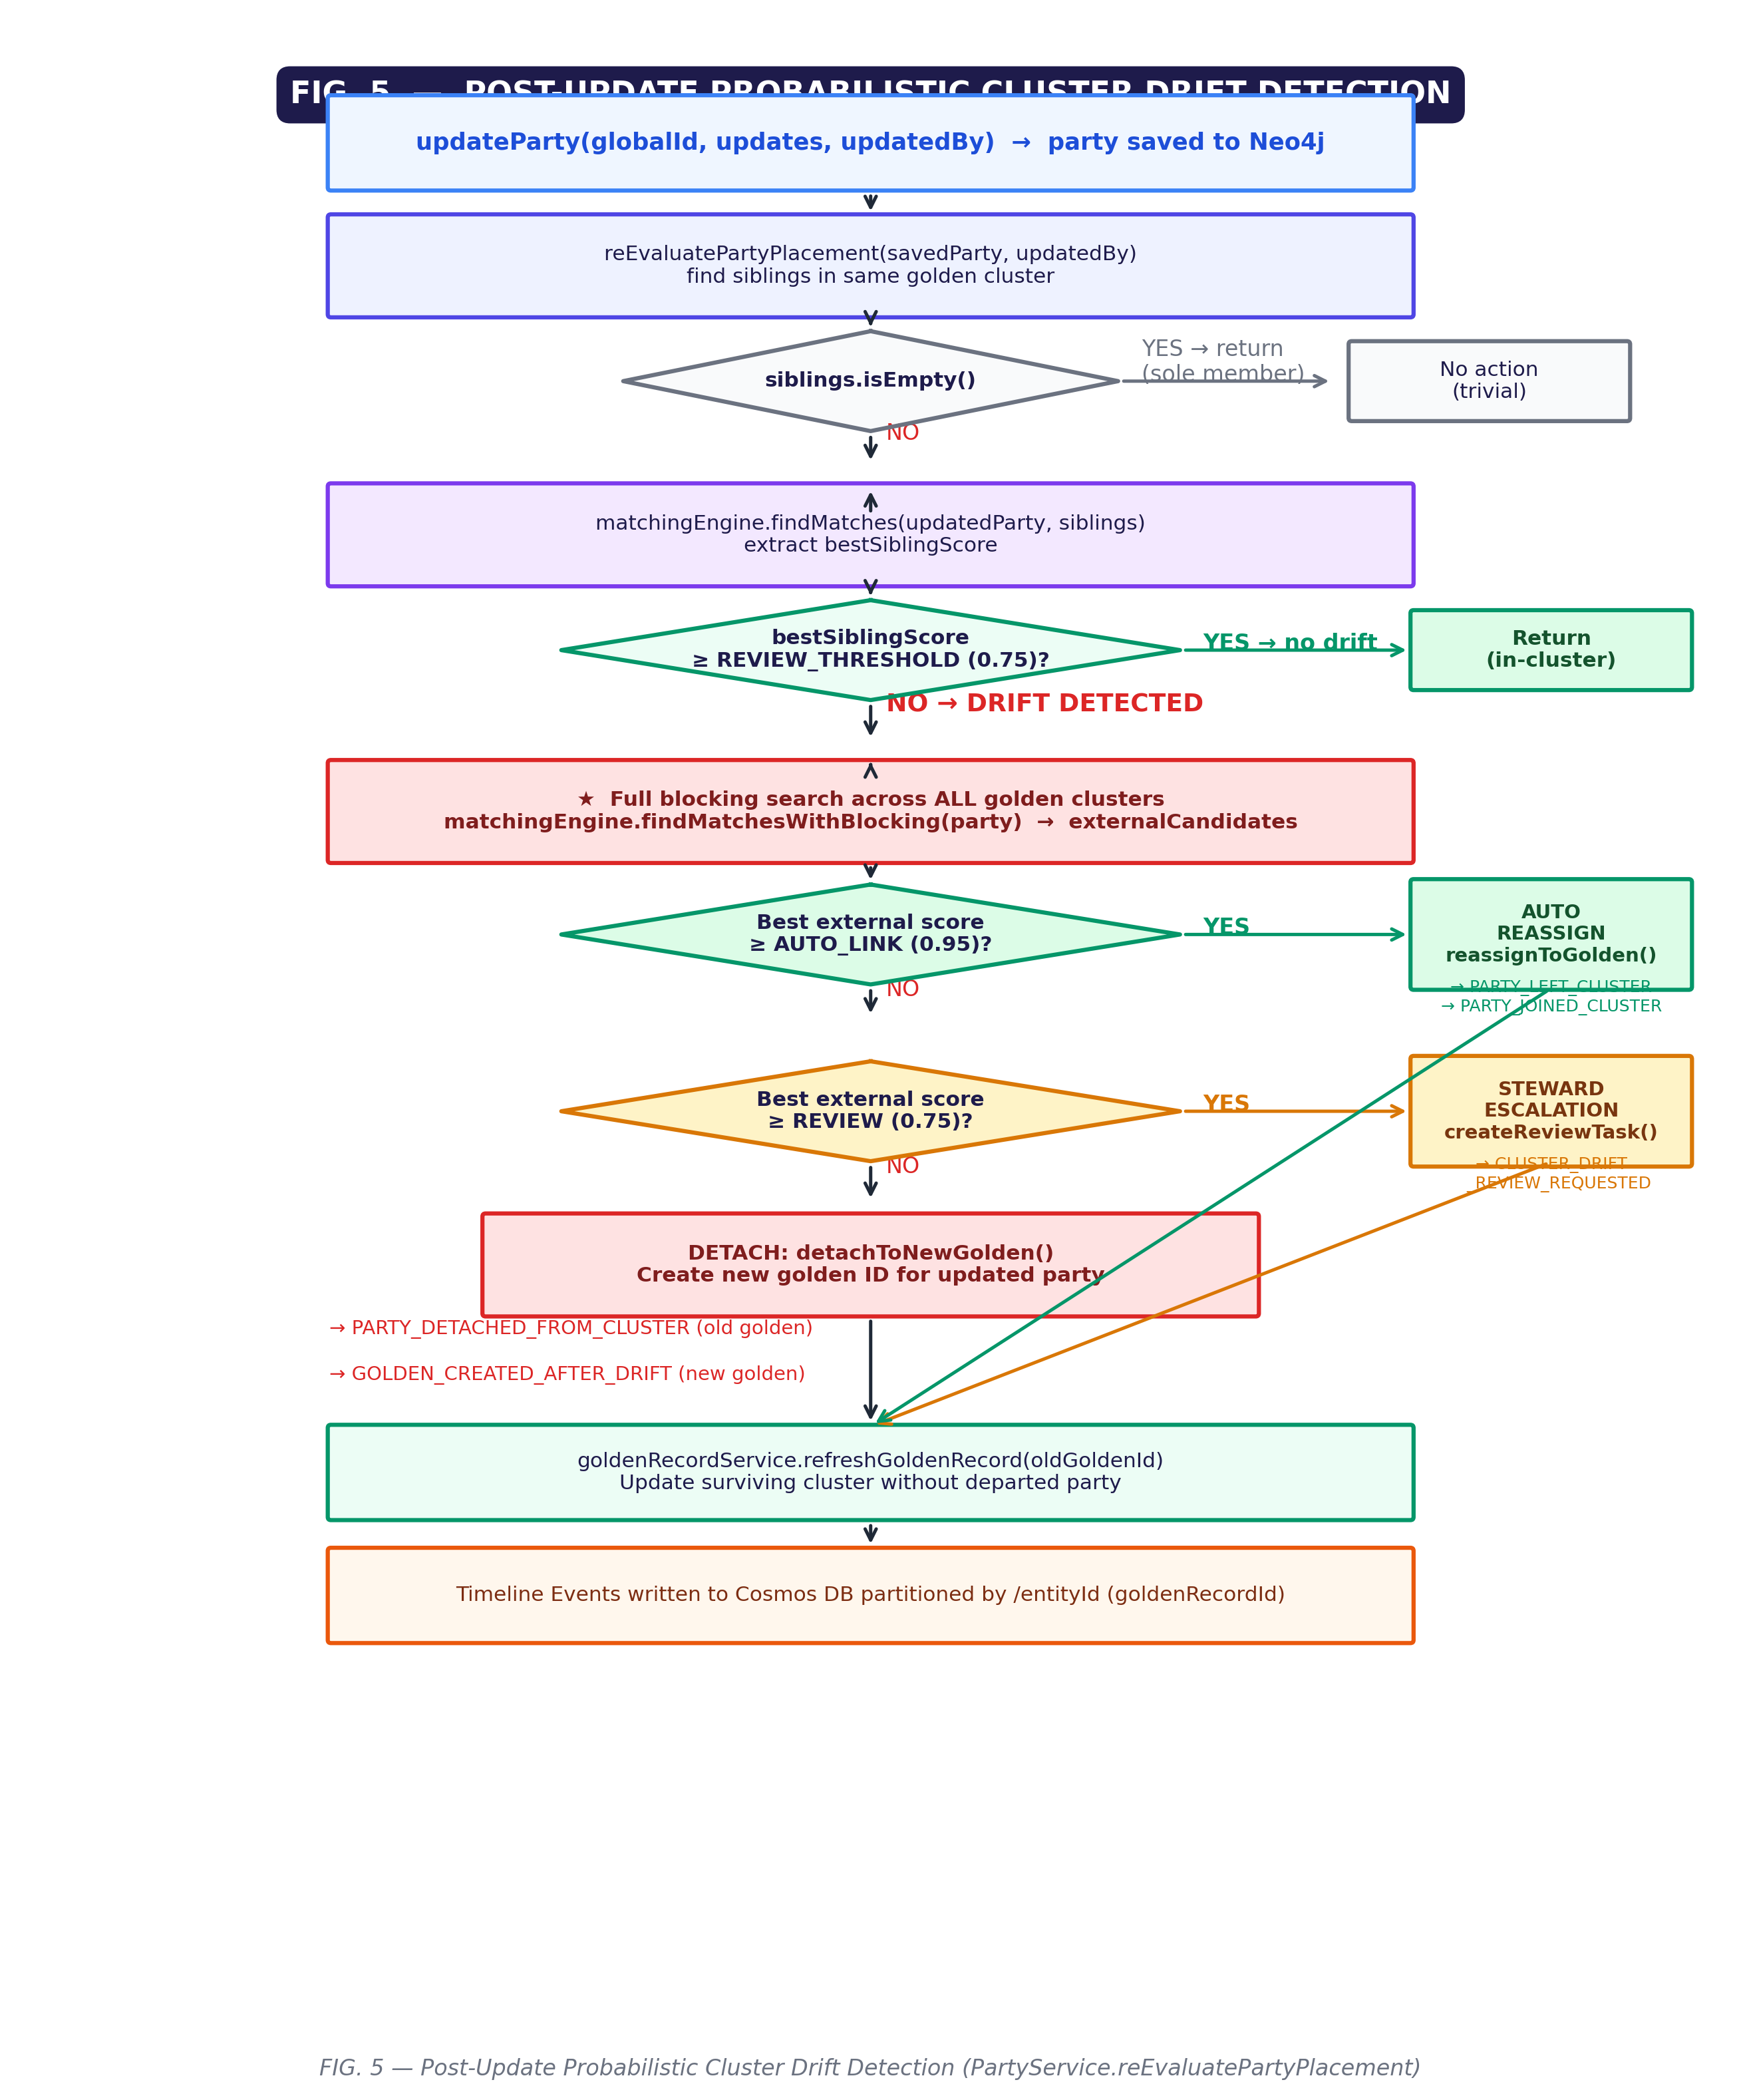 FIG. 5 — POST-UPDATE PROBABILISTIC CLUSTER DRIFT DETECTION
updateParty(globalId, updates, updatedBy) → party saved to Neo4j
reEvaluatePartyPlacement(savedParty, updatedBy)
find siblings in same golden cluster
siblings.isEmpty()
YES → return
(sole member)
No action
(trivial)
NO
matchingEngine.findMatches(updatedParty, siblings)
extract bestSiblingScore
bestSiblingScore
≥ REVIEW_THRESHOLD (0.75)?
YES → no drift
Return
(in-cluster)
NO → DRIFT DETECTED
★ Full blocking search across ALL golden clusters
matchingEngine.findMatchesWithBlocking(party) → externalCandidates
Best external score
≥ AUTO_LINK (0.95)?
YES
AUTO
REASSIGN
reassignToGolden()
→ PARTY_LEFT_CLUSTER
→ PARTY_JOINED_CLUSTER
NO
Best external score
≥ REVIEW (0.75)?
YES
STEWARD
ESCALATION
createReviewTask()
→ CLUSTER_DRIFT
_REVIEW_REQUESTED
NO
DETACH: detachToNewGolden()
Create new golden ID for updated party
→ PARTY_DETACHED_FROM_CLUSTER (old golden)
→ GOLDEN_CREATED_AFTER_DRIFT (new golden)
goldenRecordService.refreshGoldenRecord(oldGoldenId)
Update surviving cluster without departed party
Timeline Events written to Cosmos DB partitioned by /entityId (goldenRecordId)
FIG. 5 — Post-Update Probabilistic Cluster Drift Detection (PartyService.reEvaluatePartyPlacement)